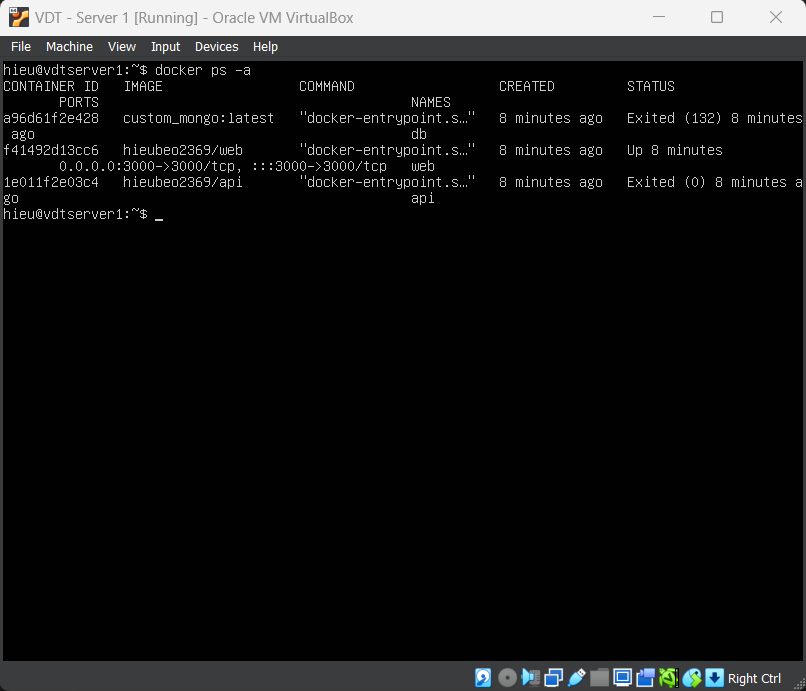 VDT - Server 1 [Running] - Oracle VM VirtualBox
File Machine View Input Devices Help
hieu@vdtserver1:~$ docker ps -a
CONTAINER ID   IMAGE                 COMMAND                  CREATED         STATUS
       PORTS                                       NAMES
a96d61f2e428   custom_mongo:latest   "docker-entrypoint.s…"   8 minutes ago   Exited (132) 8 minutes
 ago                                               db
f41492d13cc6   hieubeo2369/web       "docker-entrypoint.s…"   8 minutes ago   Up 8 minutes
       0.0.0.0:3000->3000/tcp, :::3000->3000/tcp   web
1e011f2e03c4   hieubeo2369/api       "docker-entrypoint.s…"   8 minutes ago   Exited (0) 8 minutes a
go                                                 api
hieu@vdtserver1:~$ _
Right Ctrl